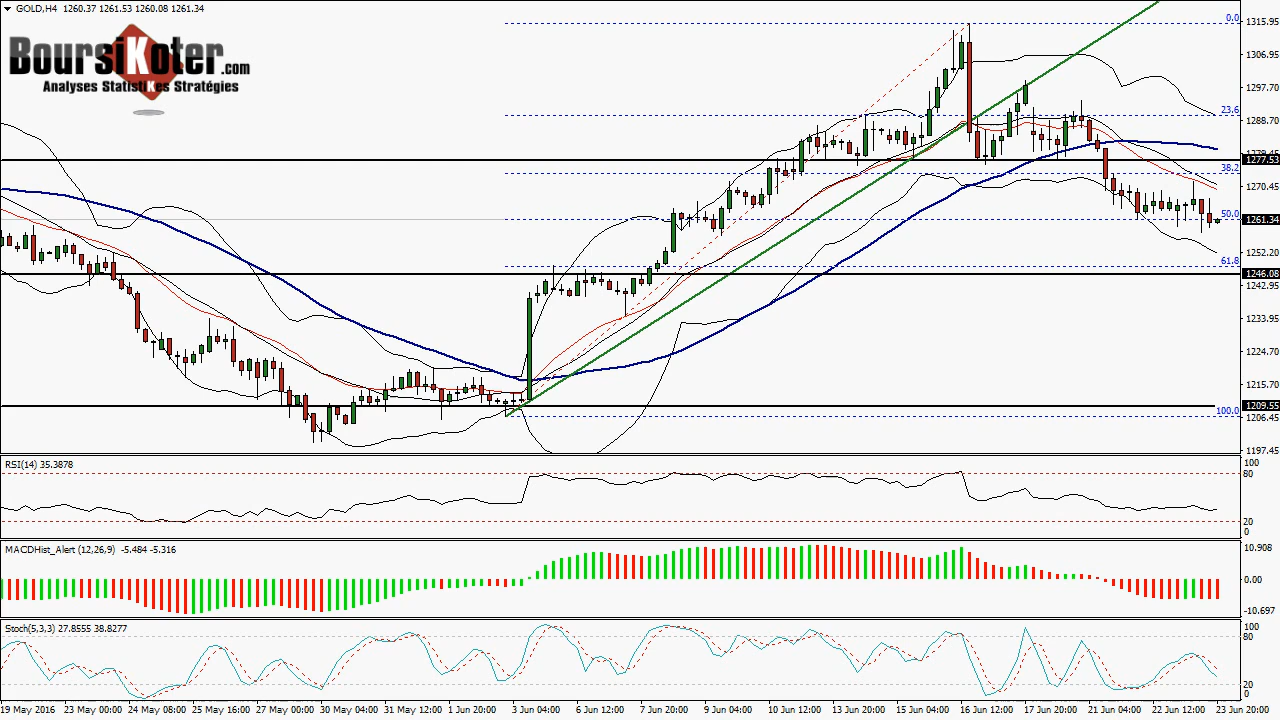 GOLD,H4 1260.37 1261.53 1260.08 1261.34
BoursiKoter.com
Analyses StatistiKes Stratégies
0.0
23.6
38.2
50.0
61.8
100.0
1315.95
1306.95
1297.70
1288.70
1279.45
1277.53
1270.45
1261.34
1252.20
1246.08
1242.95
1233.95
1224.70
1215.70
1209.55
1206.45
1197.45
RSI(14) 35.3878
100
80
20
0
MACDHist_Alert (12,26,9) -5.484 -5.316
10.908
0.00
-10.697
Stoch(5,3,3) 27.8555 38.8277
100
80
20
0
19 May 2016
23 May 00:00
24 May 08:00
25 May 16:00
27 May 00:00
30 May 04:00
31 May 12:00
1 Jun 20:00
3 Jun 04:00
6 Jun 12:00
7 Jun 20:00
9 Jun 04:00
10 Jun 12:00
13 Jun 20:00
15 Jun 04:00
16 Jun 12:00
17 Jun 20:00
21 Jun 04:00
22 Jun 12:00
23 Jun 20:00